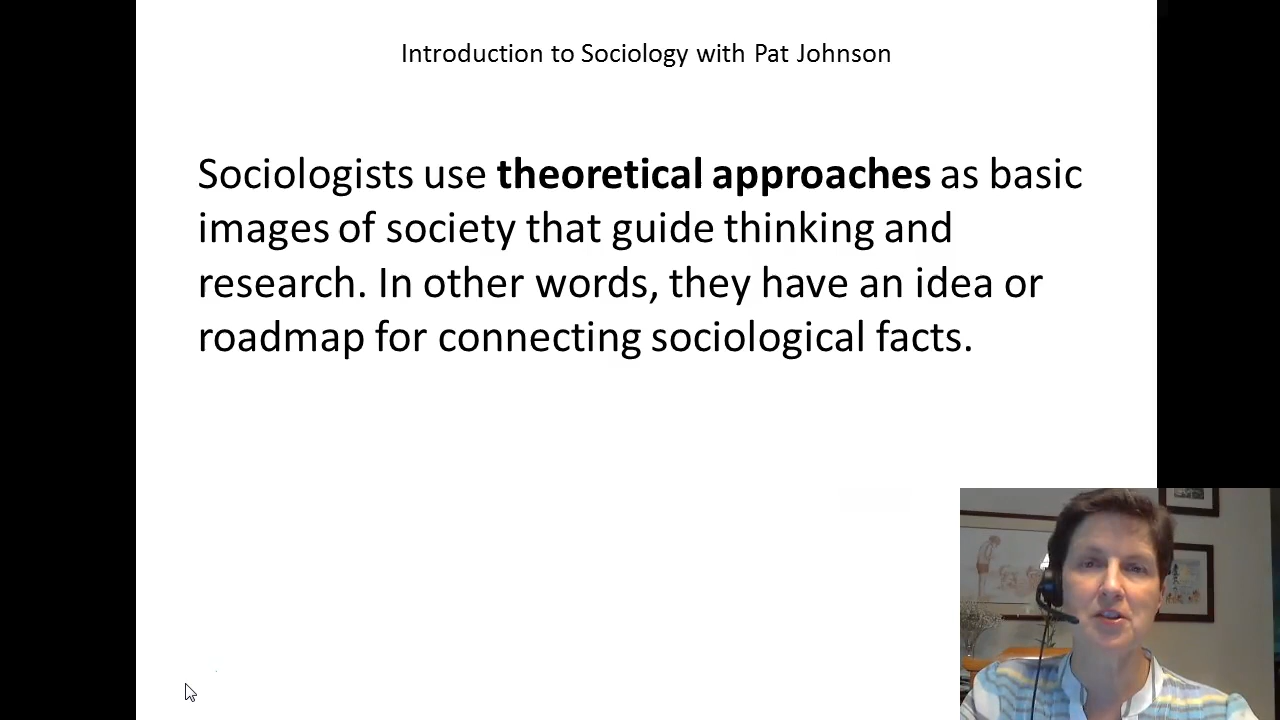 Introduction to Sociology with Pat Johnson
Sociologists use theoretical approaches as basic
images of society that guide thinking and
research. In other words, they have an idea or
roadmap for connecting sociological facts.